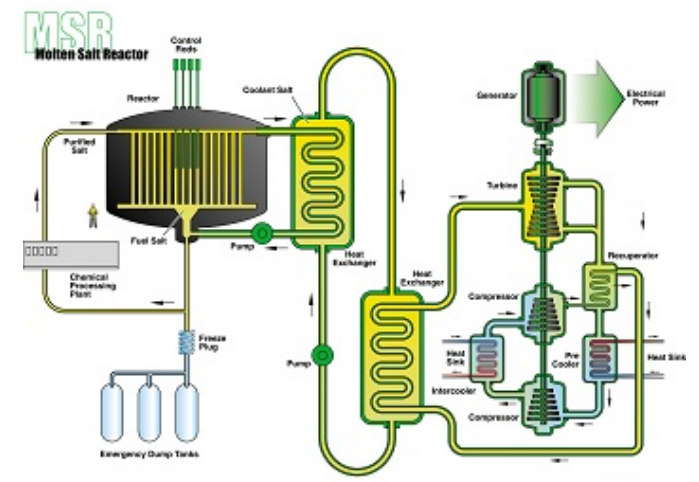 MSR
Molten Salt Reactor
Control
Rods
Reactor
Coolant Salt
Purified
Salt
Fuel Salt
Pump
Heat
Exchanger
Chemical
Processing
Plant
Freeze
Plug
Emergency Dump Tanks
Pump
Heat
Exchanger
Generator
Electrical
Power
Turbine
Recuperator
Compressor
Heat
Sink
Intercooler
Pre
Cooler
Heat Sink
Compressor